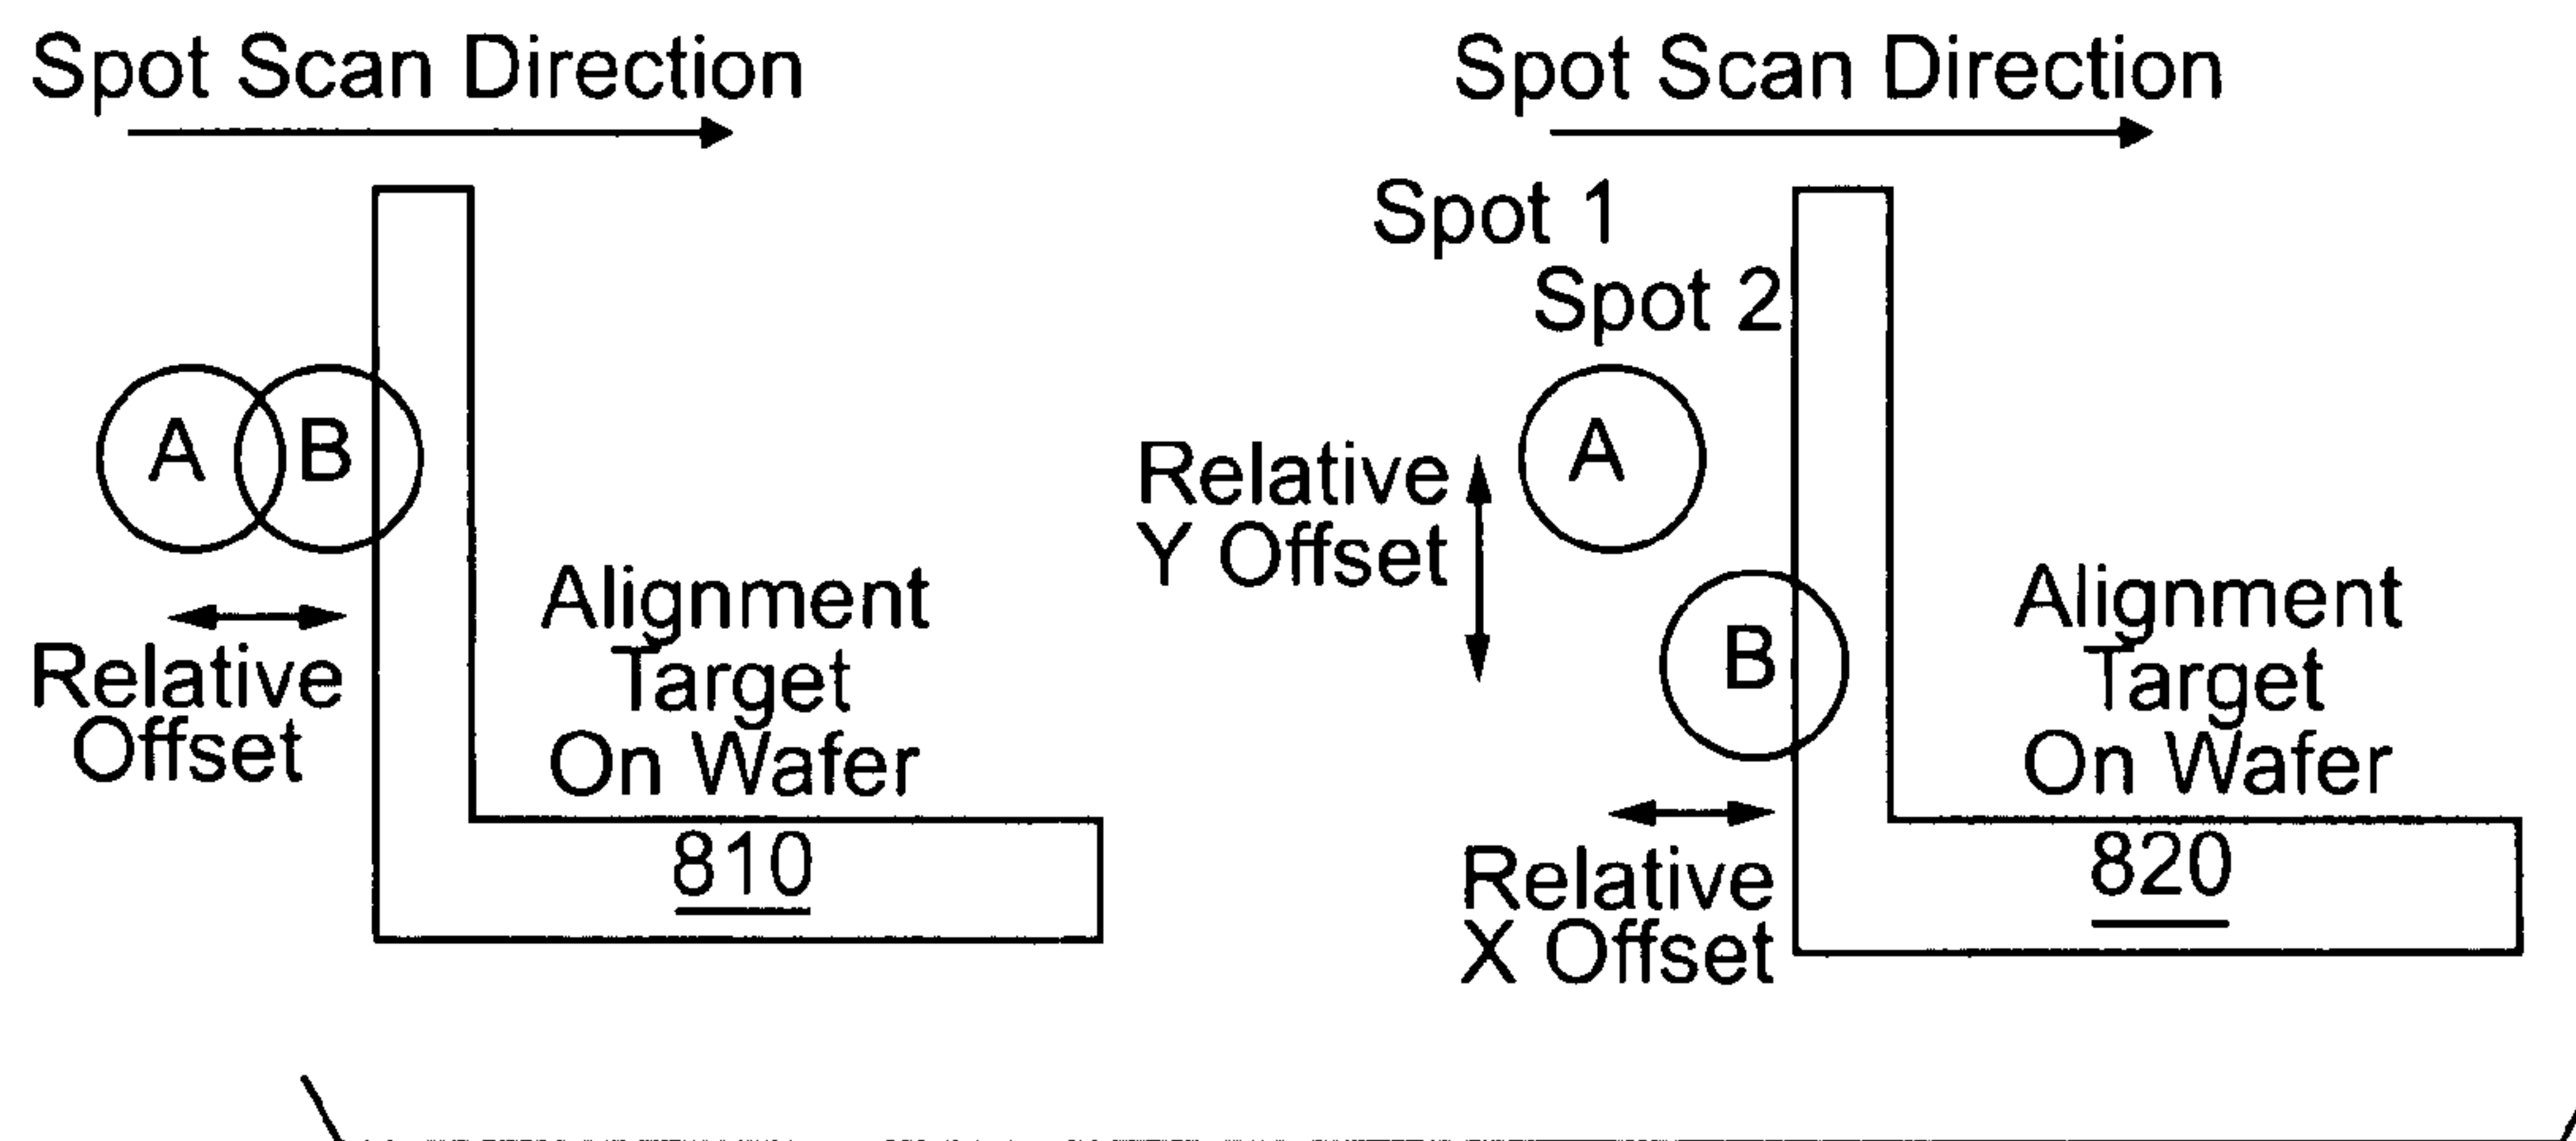 Spot Scan Direction
A B
Relative
Offset
Alignment
Target
On Wafer
810
Spot Scan Direction
Spot 1
Spot 2
A
Relative
Y Offset
B
Relative
X Offset
Alignment
Target
On Wafer
820